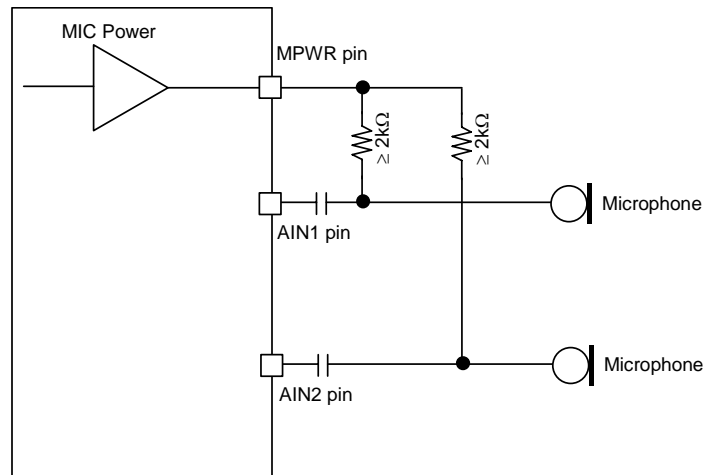 MIC Power
MPWR pin
≥ 2kΩ
≥ 2kΩ
AIN1 pin
Microphone
AIN2 pin
Microphone